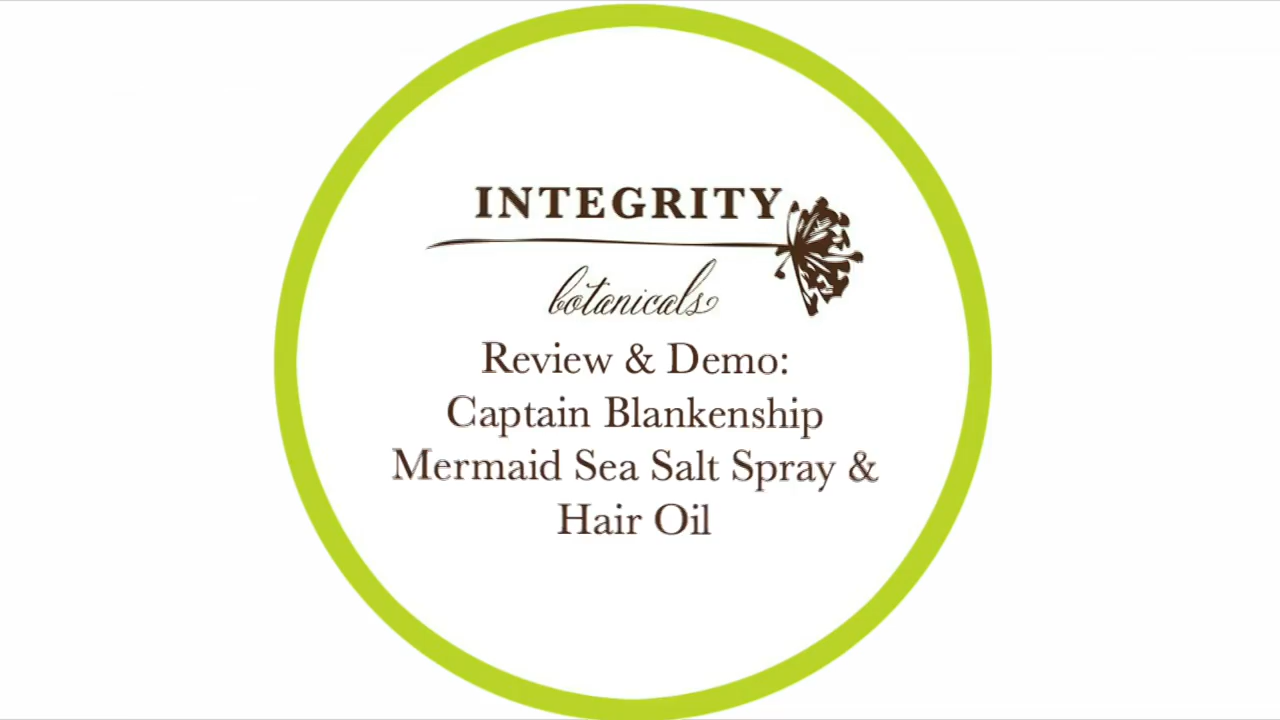 INTEGRITY
botanicals
Review & Demo:
Captain Blankenship
Mermaid Sea Salt Spray &
Hair Oil